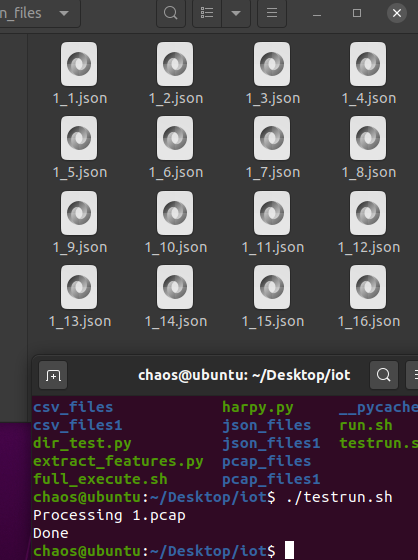 n_files
1_1.json 1_2.json 1_3.json 1_4.json
1_5.json 1_6.json 1_7.json 1_8.json
1_9.json 1_10.json 1_11.json 1_12.json
1_13.json 1_14.json 1_15.json 1_16.json
chaos@ubuntu: ~/Desktop/iot
csv_files harpy.py __pycache
csv_files1 json_files run.sh
dir_test.py json_files1 testrun.s
extract_features.py pcap_files
full_execute.sh pcap_files1
chaos@ubuntu:~/Desktop/iot$ ./testrun.sh
Processing 1.pcap
Done
chaos@ubuntu:~/Desktop/iot$